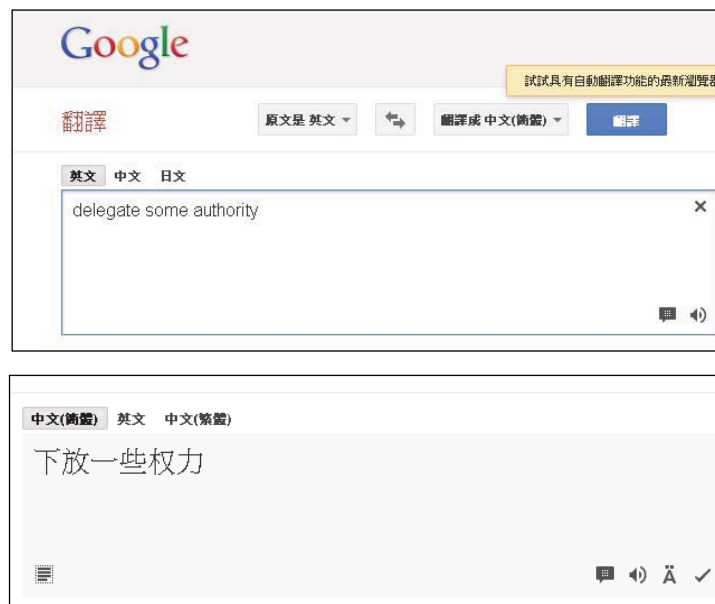 Google
試試具有自動翻譯功能的最新瀏覽器
翻譯
原文是 英文
翻譯成 中文(簡體)
翻譯
英文 中文 日文
delegate some authority
中文(簡體) 英文 中文(繁體)
下放一些权力
Ä